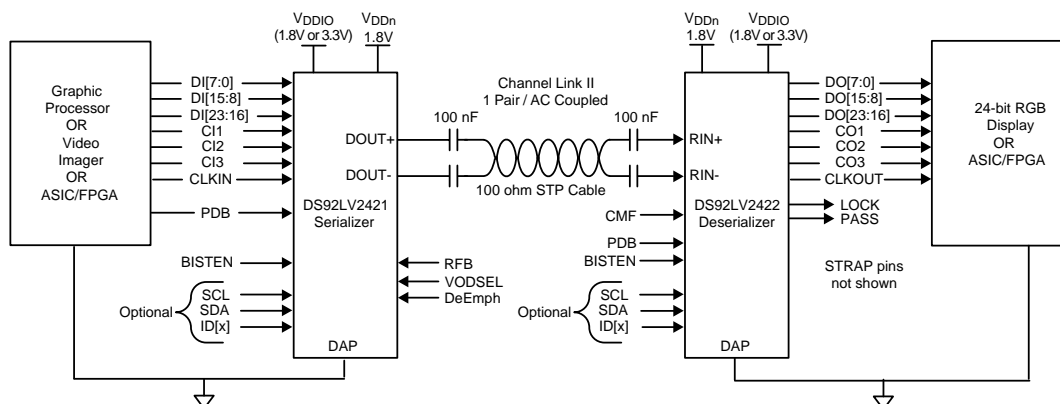 VDDIO
(1.8V or 3.3V)
VDDn
1.8V
VDDn
1.8V
VDDIO
(1.8V or 3.3V)
Graphic
Processor
OR
Video
Imager
OR
ASIC/FPGA
DI[7:0]
DI[15:8]
DI[23:16]
CI1
CI2
CI3
CLKIN
PDB
BISTEN
Optional
SCL
SDA
ID[x]
DOUT+
DOUT-
DS92LV2421
Serializer
DAP
RFB
VODSEL
DeEmph
Channel Link II
1 Pair / AC Coupled
100 nF
100 nF
100 ohm STP Cable
CMF
PDB
BISTEN
Optional
SCL
SDA
ID[x]
RIN+
RIN-
DS92LV2422
Deserializer
DAP
DO[7:0]
DO[15:8]
DO[23:16]
CO1
CO2
CO3
CLKOUT
LOCK
PASS
STRAP pins
not shown
24-bit RGB
Display
OR
ASIC/FPGA